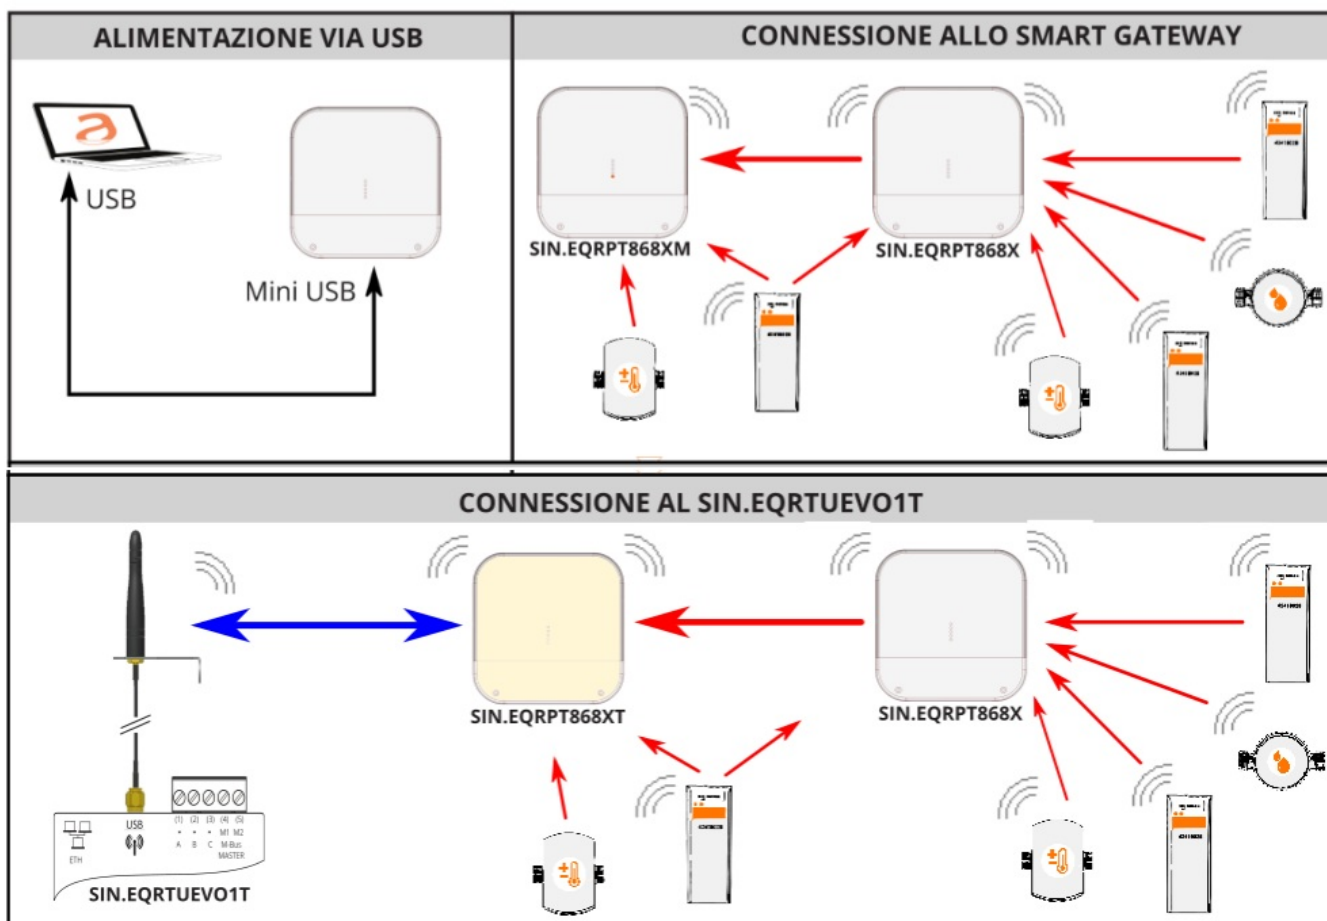 ALIMENTAZIONE VIA USB
CONNESSIONE ALLO SMART GATEWAY
USB
Mini USB
SIN.EQRPT868XM
SIN.EQRPT868X
CONNESSIONE AL SIN.EQRTUEVO1T
SIN.EQRPT868XT
SIN.EQRPT868X
USB
ETH
(1) (2) (3) (4) (5)
• • • M1 M2
A B C M-Bus
MASTER
SIN.EQRTUEVO1T